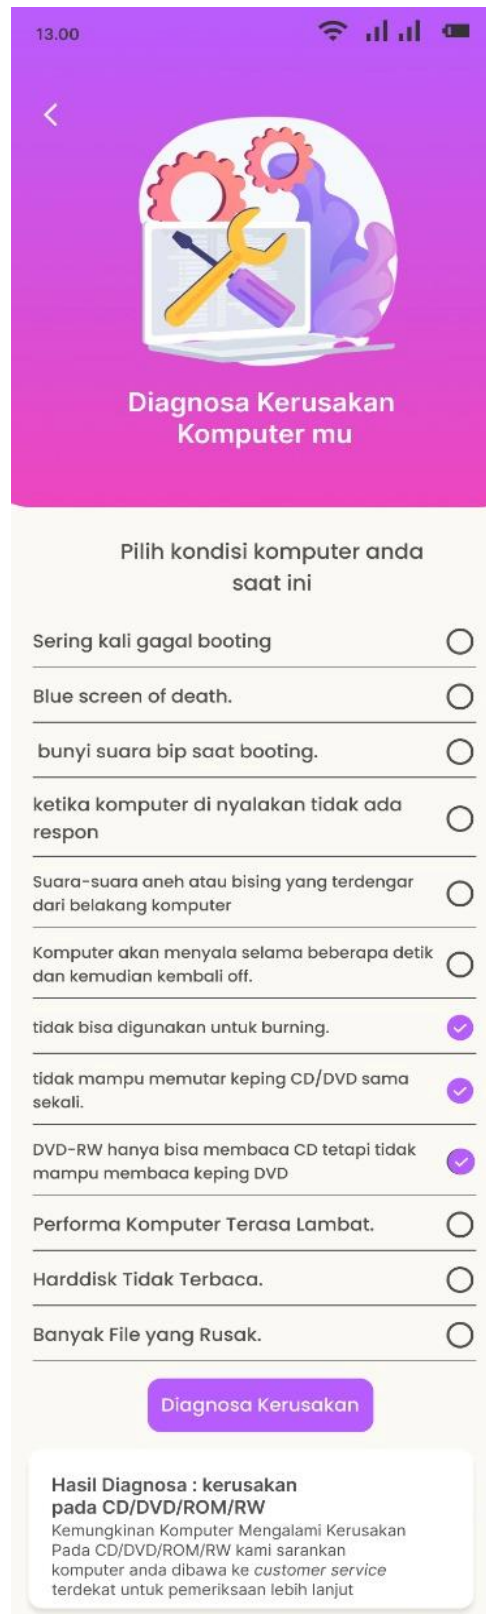 13.00
Diagnosa Kerusakan
Komputer mu
Pilih kondisi komputer anda
saat ini
Sering kali gagal booting
Blue screen of death.
bunyi suara bip saat booting.
ketika komputer di nyalakan tidak ada
respon
Suara-suara aneh atau bising yang terdengar
dari belakang komputer
Komputer akan menyala selama beberapa detik
dan kemudian kembali off.
tidak bisa digunakan untuk burning.
tidak mampu memutar keping CD/DVD sama
sekali.
DVD-RW hanya bisa membaca CD tetapi tidak
mampu membaca keping DVD
Performa Komputer Terasa Lambat.
Harddisk Tidak Terbaca.
Banyak File yang Rusak.
Diagnosa Kerusakan
Hasil Diagnosa : kerusakan
pada CD/DVD/ROM/RW
Kemungkinan Komputer Mengalami Kerusakan
Pada CD/DVD/ROM/RW kami sarankan
komputer anda dibawa ke customer service
terdekat untuk pemeriksaan lebih lanjut